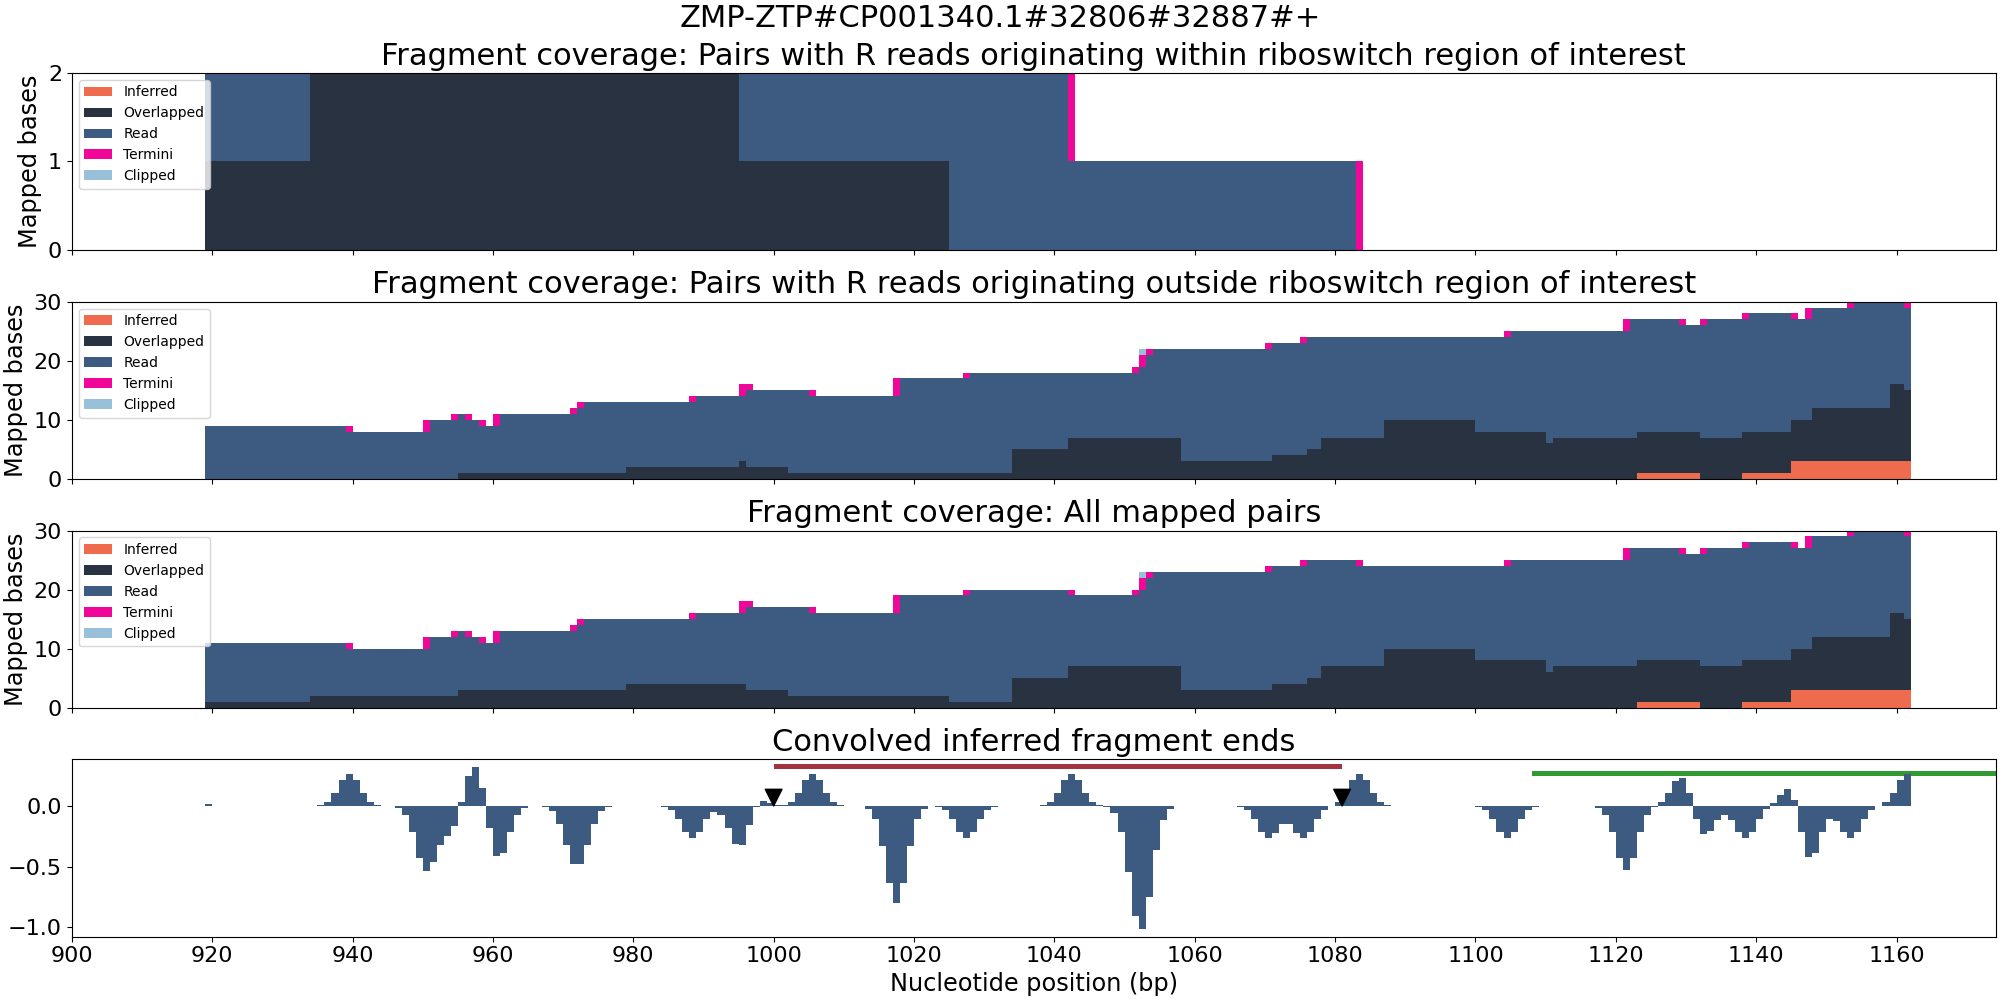 ZMP-ZTP#CP001340.1#32806#32887#+
Fragment coverage: Pairs with R reads originating within riboswitch region of interest
Mapped bases
2
1
0
Inferred
Overlapped
Read
Termini
Clipped
Fragment coverage: Pairs with R reads originating outside riboswitch region of interest
Mapped bases
30
20
10
0
Inferred
Overlapped
Read
Termini
Clipped
Fragment coverage: All mapped pairs
Mapped bases
30
20
10
0
Inferred
Overlapped
Read
Termini
Clipped
Convolved inferred fragment ends
0.0
−0.5
−1.0
900 920 940 960 980 1000 1020 1040 1060 1080 1100 1120 1140 1160
Nucleotide position (bp)